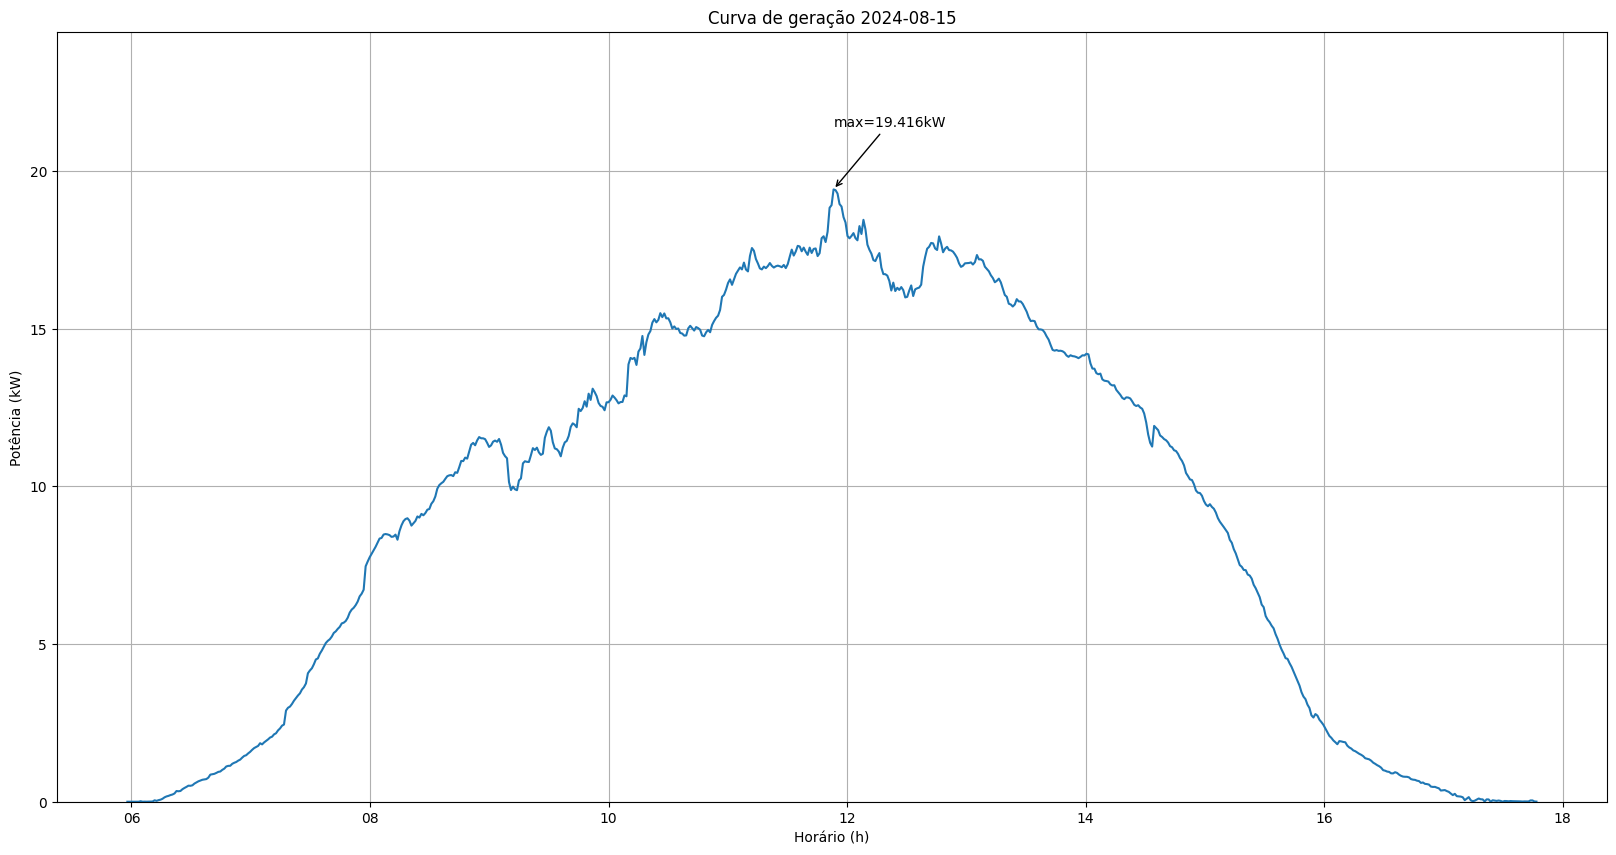 Curva de geração 2024-08-15
max=19.416kW
20
15
10
5
0
Potência (kW)
06 08 10 12 14 16 18
Horário (h)